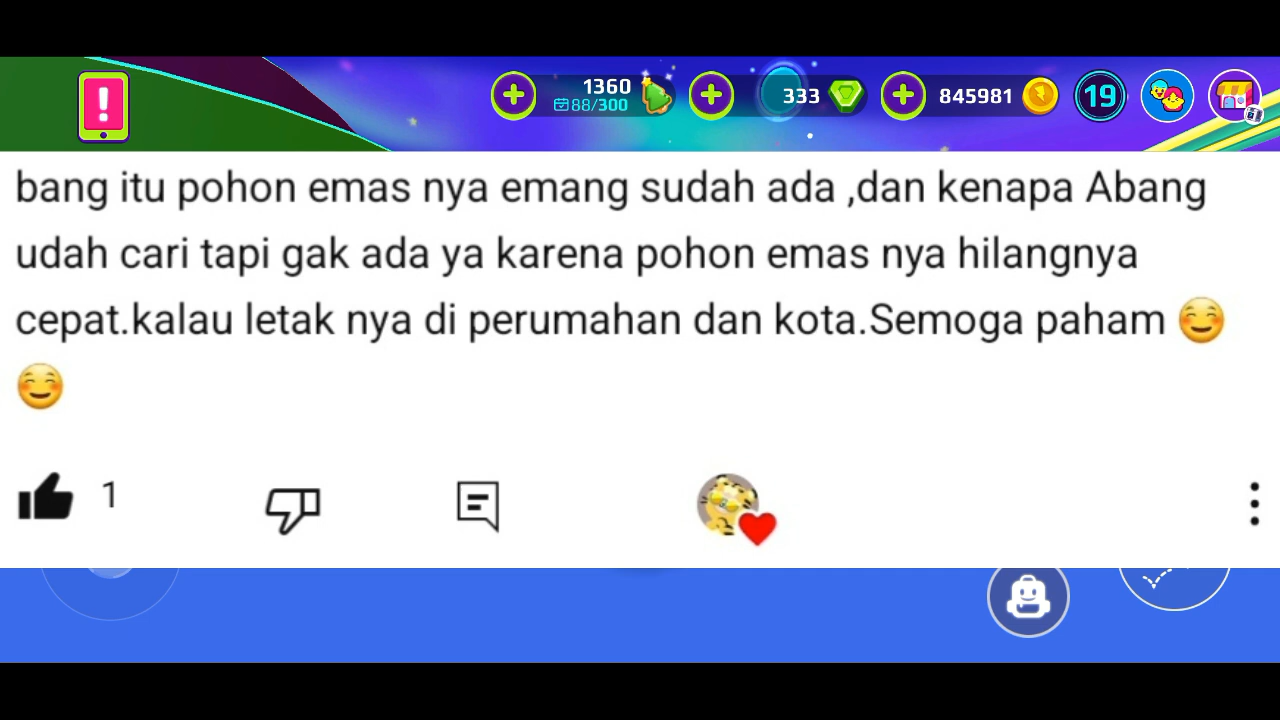 1360
88/300
333
845981
19
bang itu pohon emas nya emang sudah ada ,dan kenapa Abang
udah cari tapi gak ada ya karena pohon emas nya hilangnya
cepat.kalau letak nya di perumahan dan kota.Semoga paham 😊
😊
1